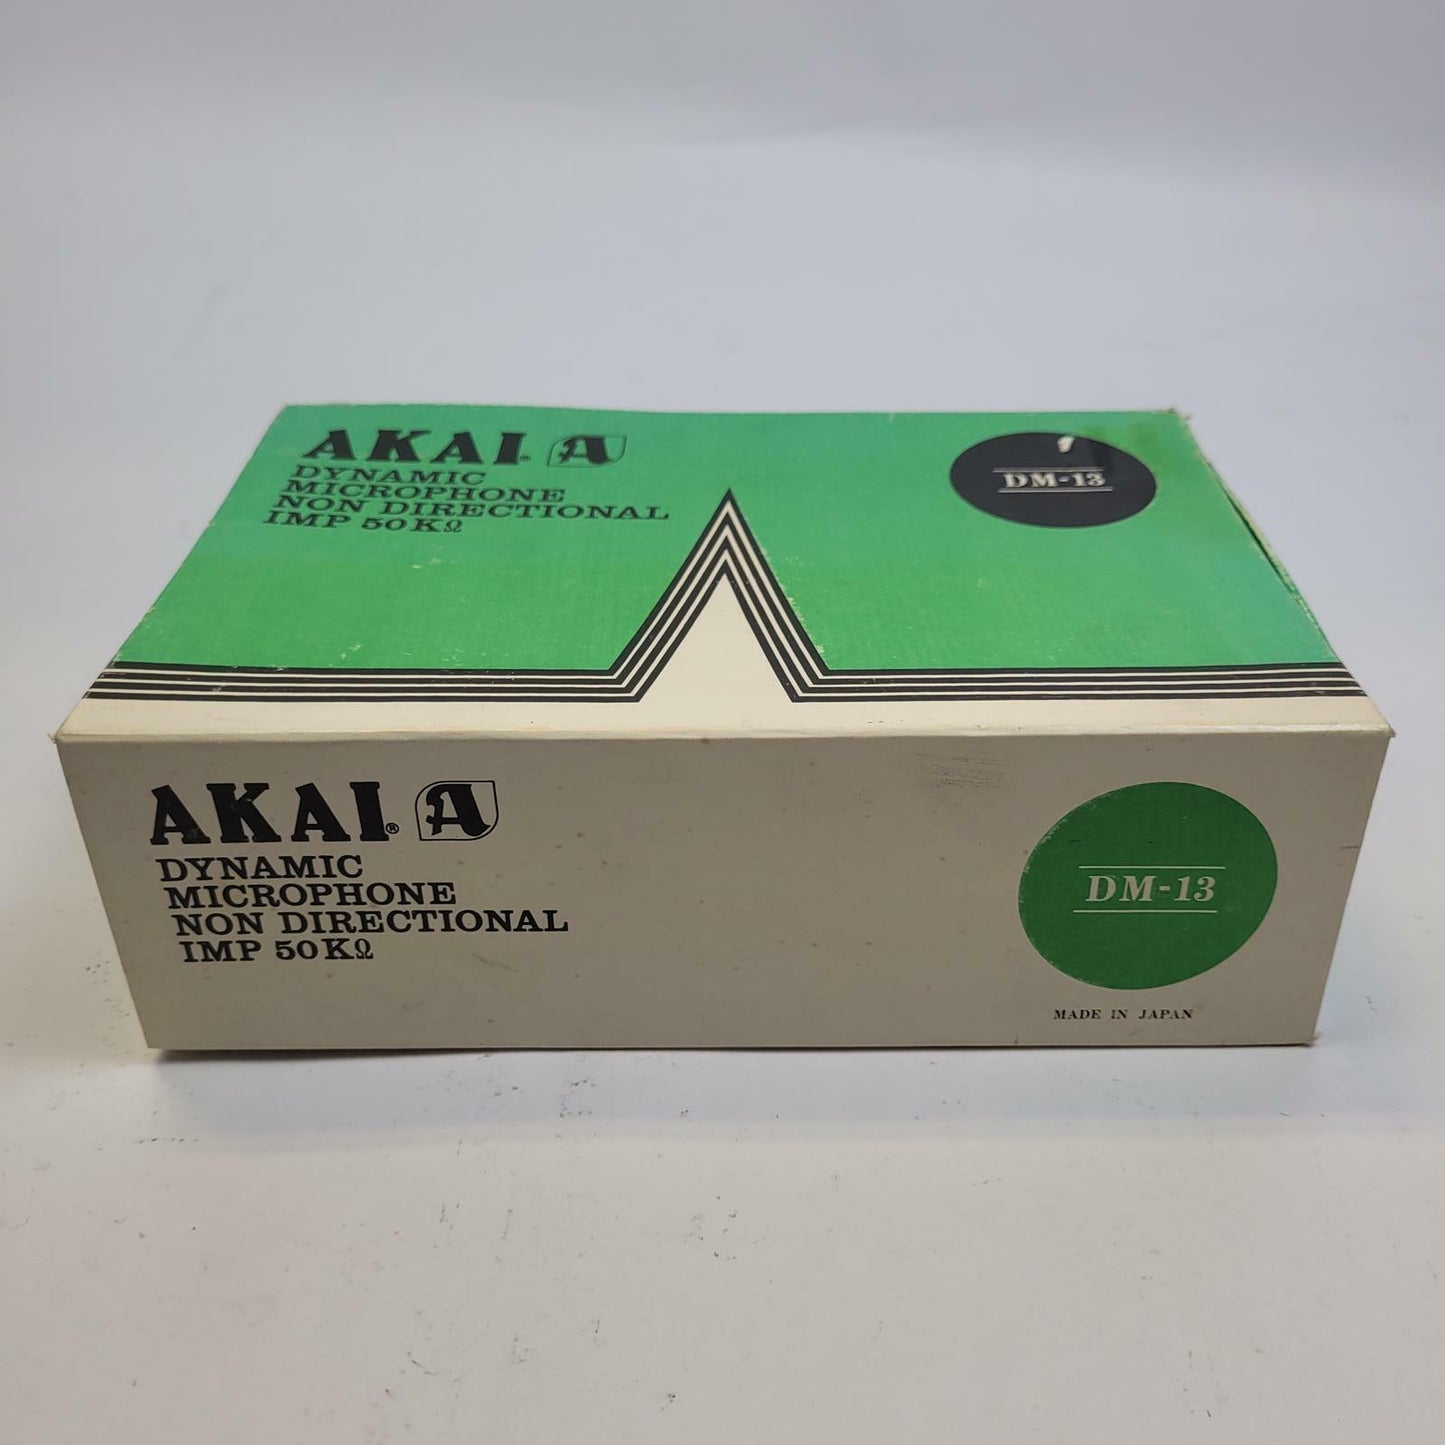 AKAI® A
DYNAMIC
MICROPHONE
NON DIRECTIONAL
IMP 50KΩ
DM-13
AKAI® A
DYNAMIC
MICROPHONE
NON DIRECTIONAL
IMP 50KΩ
DM-13
MADE IN JAPAN